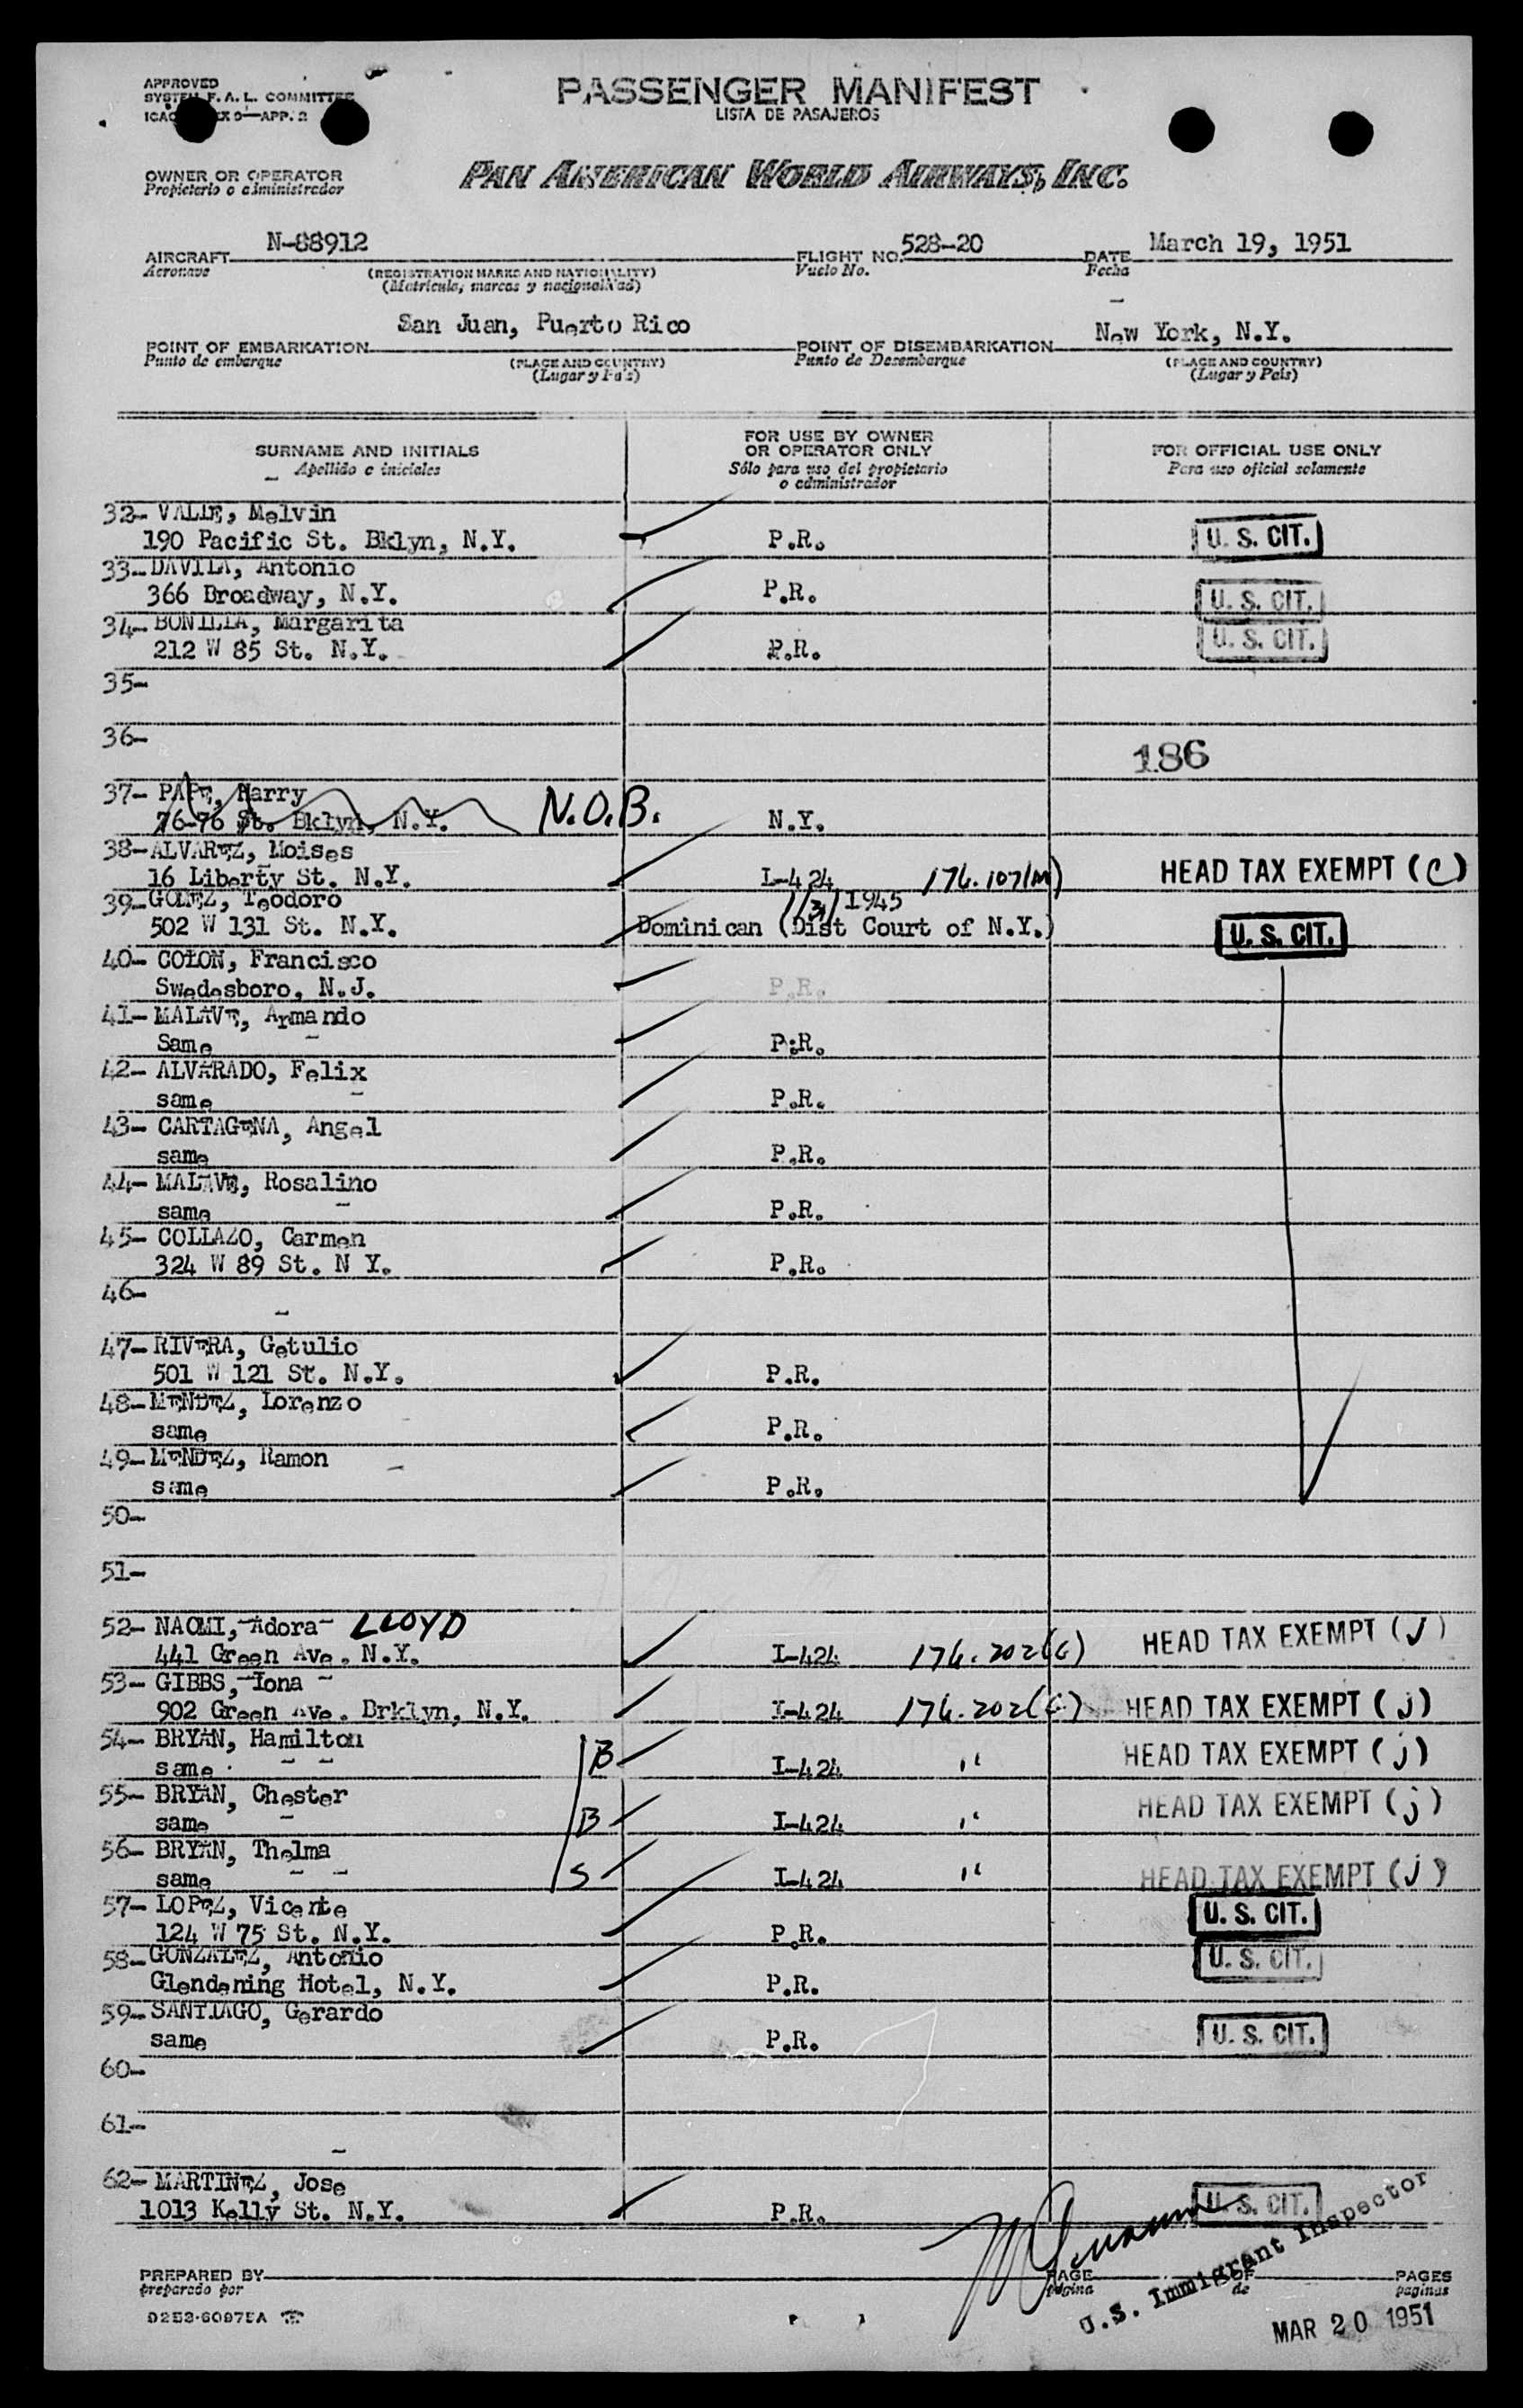 APPROVED
SYSTEM F. A. L. COMMITTEE
9—APP. 2
PASSENGER MANIFEST
LISTA DE PASAJEROS
OWNER OR OPERATOR
Propietario o administrador
PAN AMERICAN WORLD AIRWAYS, INC.
AIRCRAFT N-88912
Aeronave
(REGISTRATION MARKS AND NATIONALITY)
(Matricula, marcas y nacionalidad)
FLIGHT NO. 528-20
Vuelo No.
DATE March 19, 1951
Fecha
POINT OF EMBARKATION San Juan, Puerto Rico
Punto de embarque
(PLACE AND COUNTRY)
(Lugar y Pais)
POINT OF DISEMBARKATION New York, N.Y.
Punto de Desembarque
(PLACE AND COUNTRY)
(Lugar y Pais)
SURNAME AND INITIALS
Apellido e iniciales
FOR USE BY OWNER
OR OPERATOR ONLY
Sólo para uso del propietario
o administrador
FOR OFFICIAL USE ONLY
Para uso oficial solamente
32- VALLE, Melvin
190 Pacific St. Bklyn, N.Y. P.R. U. S. CIT.
33- DAVILA, Antonio
366 Broadway, N.Y. P.R. U. S. CIT.
34- BONILLA, Margarita
212 W 85 St. N.Y. P.R. U. S. CIT.
35-
36- 186
37- PAPE, Harry
76-76 St. Bklyn, N.Y. N.O.B. N.Y.
38- ALVAREZ, Moises
16 Liberty St. N.Y. I-424 176.107(M) HEAD TAX EXEMPT (C)
39- GOMEZ, Teodoro 1/31/1945
502 W 131 St. N.Y. Dominican (Dist Court of N.Y.) U. S. CIT.
40- COLON, Francisco
Swedesboro, N.J. P.R.
41- MALAVE, Armando
Same P.R.
42- ALVARADO, Felix
same P.R.
43- CARTAGENA, Angel
same P.R.
44- MALAVE, Rosalino
same P.R.
45- COLLAZO, Carmen
324 W 89 St. N Y. P.R.
46-
47- RIVERA, Getulio
501 W 121 St. N.Y. P.R.
48- MENDEZ, Lorenzo
same P.R.
49- MENDEZ, Ramon
same P.R.
50-
51-
52- NAOMI, Adora LLOYD
441 Green Ave. N.Y. I-424 176.202 HEAD TAX EXEMPT (J)
53- GIBBS, Iona
902 Green Ave. Brklyn, N.Y. I-424 176.202 HEAD TAX EXEMPT (j)
54- BRYAN, Hamilton
same B I-424 " HEAD TAX EXEMPT (j)
55- BRYAN, Chester
same B I-424 " HEAD TAX EXEMPT (j)
56- BRYAN, Thelma
same S I-424 " HEAD TAX EXEMPT (j)
57- LOPEZ, Vicente
124 W 75 St. N.Y. P.R. U. S. CIT.
58- GONZALEZ, Antonio
Glendening Hotel, N.Y. P.R. U. S. CIT.
59- SANTIAGO, Gerardo
same P.R. U. S. CIT.
60-
61-
62- MARTINEZ, Jose
1013 Kelly St. N.Y. P.R. U. S. CIT.
U.S. Immigrant Inspector
PREPARED BY
preparado por
PAGE OF PAGES
página de paginas
MAR 20 1951